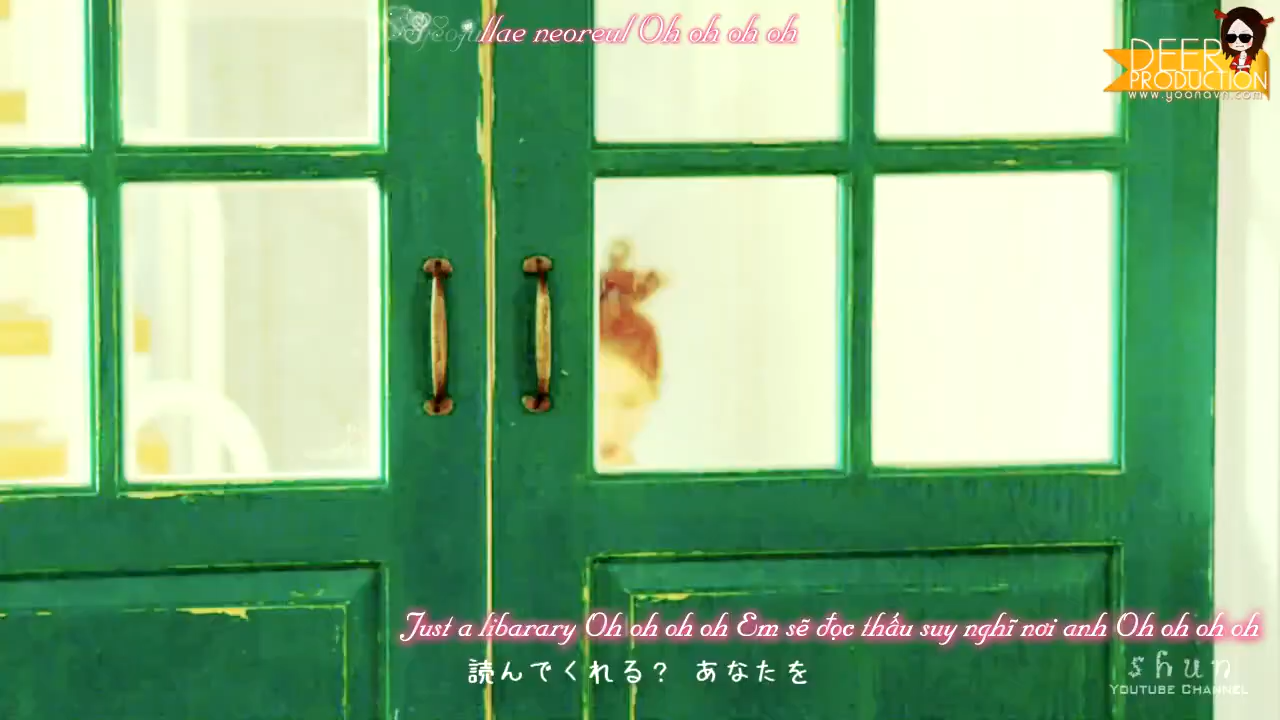 llae neoreul Oh oh oh oh
DEER
PRODUCTION
www.yoonavn.com
Just a libarary Oh oh oh oh Em sẽ đọc thấu suy nghĩ nơi anh Oh oh oh oh
読んでくれる? あなたを
shun
YOUTUBE CHANNEL